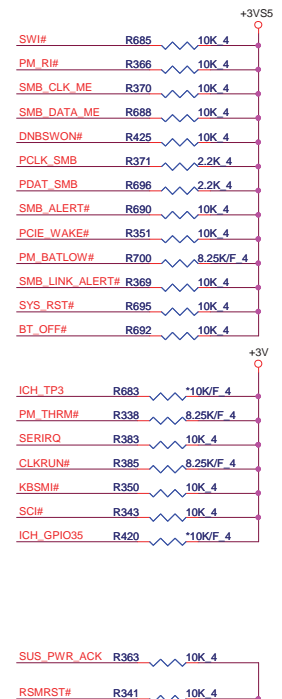 +3VS5
SWI# R685 10K_4
PM_RI# R366 10K_4
SMB_CLK_ME R370 10K_4
SMB_DATA_ME R688 10K_4
DNBSWON# R425 10K_4
PCLK_SMB R371 2.2K_4
PDAT_SMB R696 2.2K_4
SMB_ALERT# R690 10K_4
PCIE_WAKE# R351 10K_4
PM_BATLOW# R700 8.25K/F_4
SMB_LINK_ALERT# R369 10K_4
SYS_RST# R695 10K_4
BT_OFF# R692 10K_4
+3V
ICH_TP3 R683 *10K/F_4
PM_THRM# R338 8.25K/F_4
SERIRQ R383 10K_4
CLKRUN# R385 8.25K/F_4
KBSMI# R350 10K_4
SCI# R343 10K_4
ICH_GPIO35 R420 *10K/F_4
SUS_PWR_ACK R363 10K_4
RSMRST# R341 10K_4